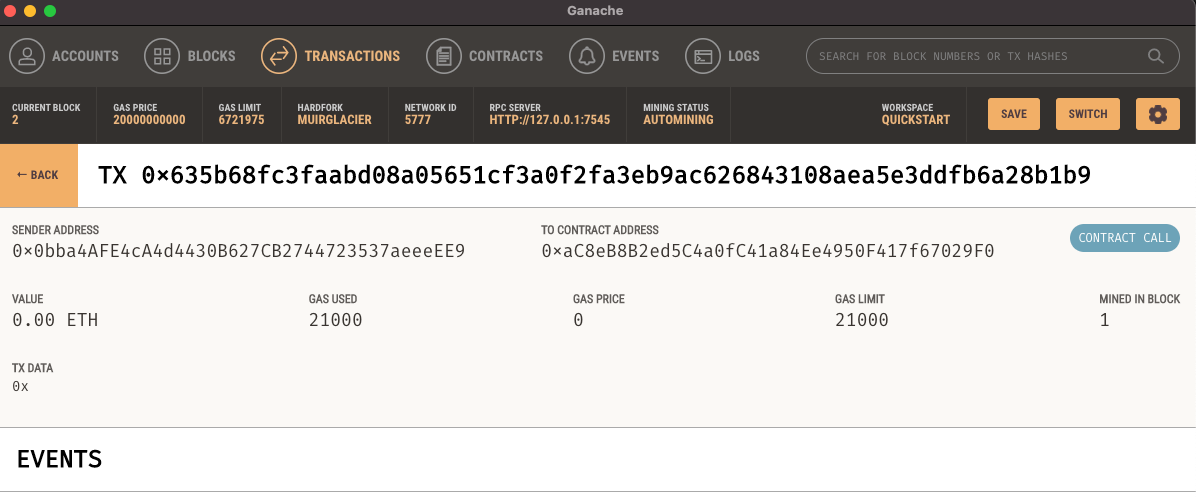 Ganache
ACCOUNTS BLOCKS TRANSACTIONS CONTRACTS EVENTS LOGS SEARCH FOR BLOCK NUMBERS OR TX HASHES
CURRENT BLOCK GAS PRICE GAS LIMIT HARDFORK NETWORK ID RPC SERVER MINING STATUS WORKSPACE
2 20000000000 6721975 MUIRGLACIER 5777 HTTP://127.0.0.1:7545 AUTOMINING QUICKSTART SAVE SWITCH
← BACK TX 0×635b68fc3faabd08a05651cf3a0f2fa3eb9ac626843108aea5e3ddfb6a28b1b9
SENDER ADDRESS TO CONTRACT ADDRESS
0×0bba4AFE4cA4d4430B627CB2744723537aeeeEE9 0×aC8eB8B2ed5C4a0fC41a84Ee4950F417f67029F0 CONTRACT CALL
VALUE GAS USED GAS PRICE GAS LIMIT MINED IN BLOCK
0.00 ETH 21000 0 21000 1
TX DATA
0x
EVENTS